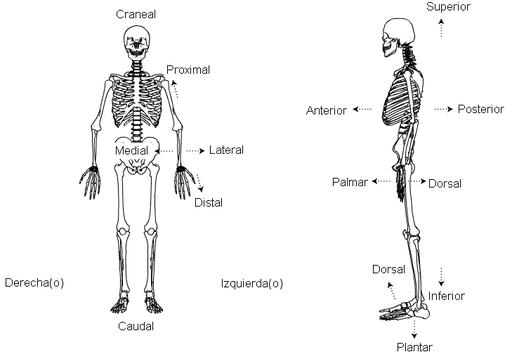 Craneal
Superior
Proximal
Anterior
Posterior
Medial
Lateral
Palmar
Dorsal
Distal
Derecha(o)
Izquierda(o)
Dorsal
Inferior
Caudal
Plantar